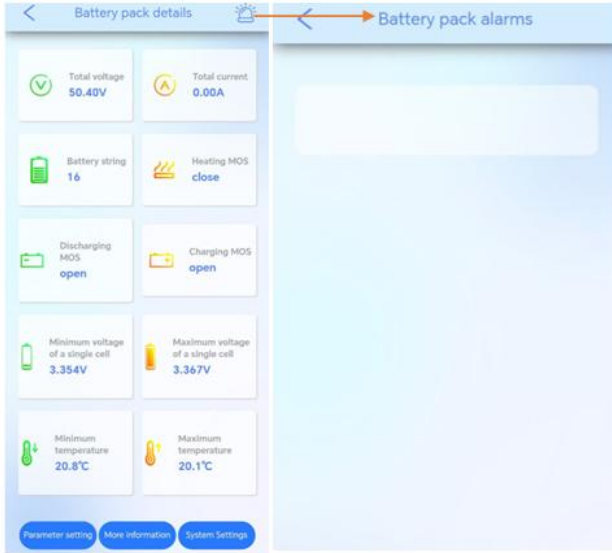 Battery pack details
Battery pack alarms
Total voltage
50.40V
Total current
0.00A
Battery string
16
Heating MOS
close
Discharging
MOS
open
Charging MOS
open
Minimum voltage
of a single cell
3.354V
Maximum voltage
of a single cell
3.367V
Minimum
temperature
20.8℃
Maximum
temperature
20.1℃
Parameter setting
More information
System Settings